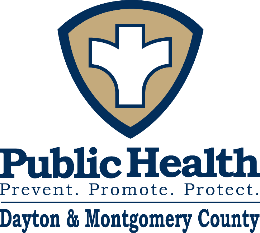 Public Health
Prevent. Promote. Protect.
Dayton & Montgomery County